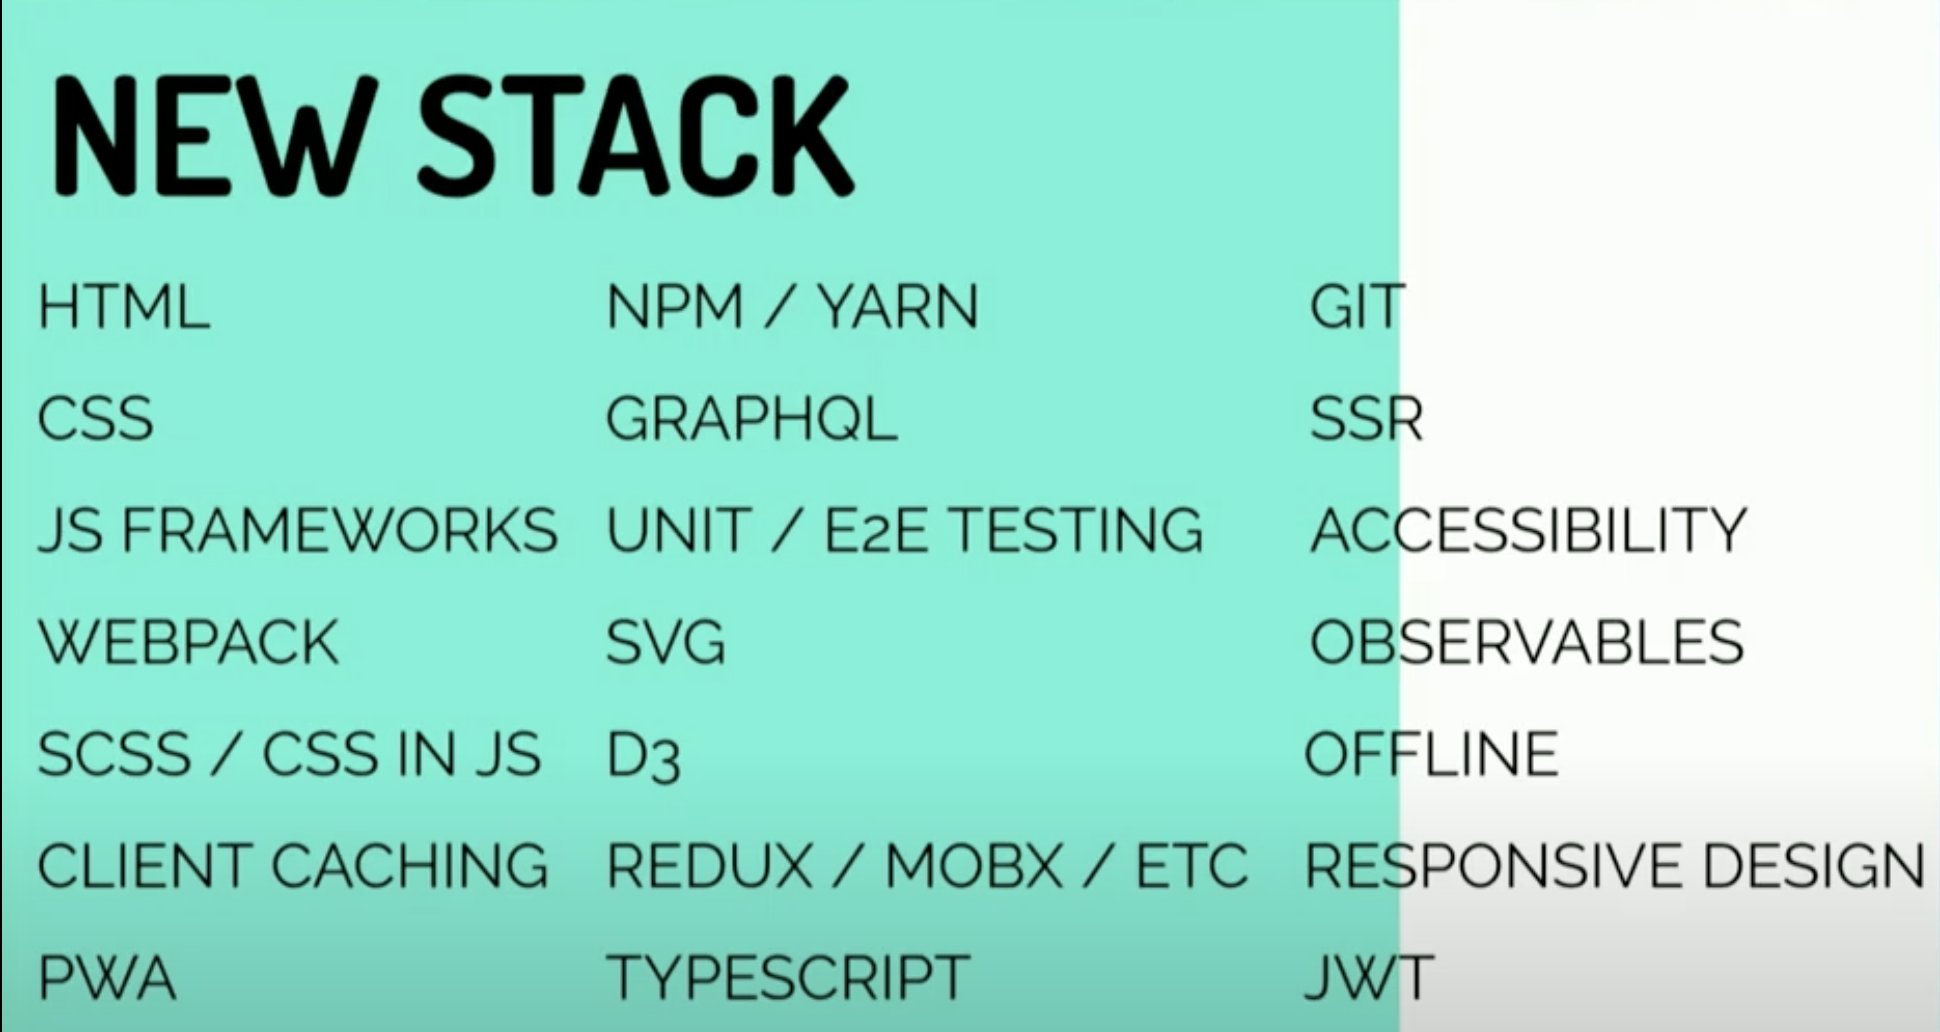 NEW STACK
HTML
CSS
JS FRAMEWORKS
WEBPACK
SCSS / CSS IN JS
CLIENT CACHING
PWA
NPM / YARN
GRAPHQL
UNIT / E2E TESTING
SVG
D3
REDUX / MOBX / ETC
TYPESCRIPT
GIT
SSR
ACCESSIBILITY
OBSERVABLES
OFFLINE
RESPONSIVE DESIGN
JWT